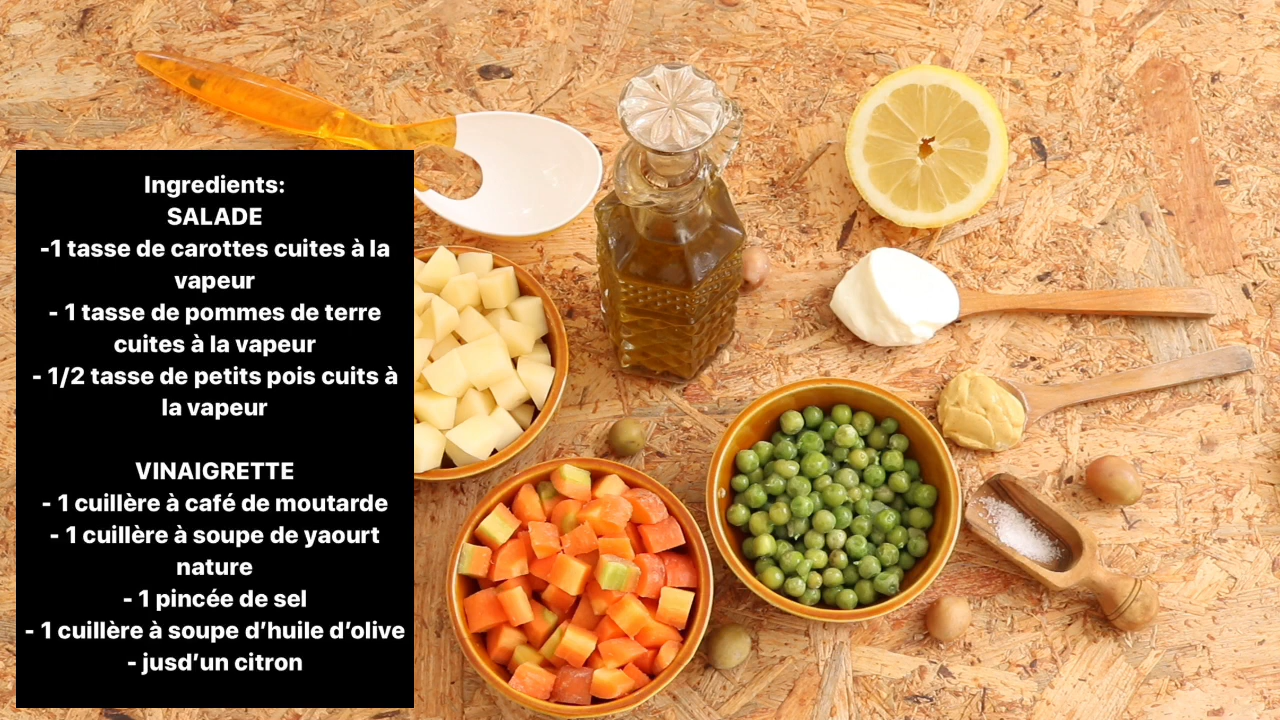 Ingredients:
SALADE
-1 tasse de carottes cuites à la
vapeur
- 1 tasse de pommes de terre
cuites à la vapeur
- 1/2 tasse de petits pois cuits à
la vapeur
VINAIGRETTE
- 1 cuillère à café de moutarde
- 1 cuillère à soupe de yaourt
nature
- 1 pincée de sel
- 1 cuillère à soupe d’huile d’olive
- jusd’un citron